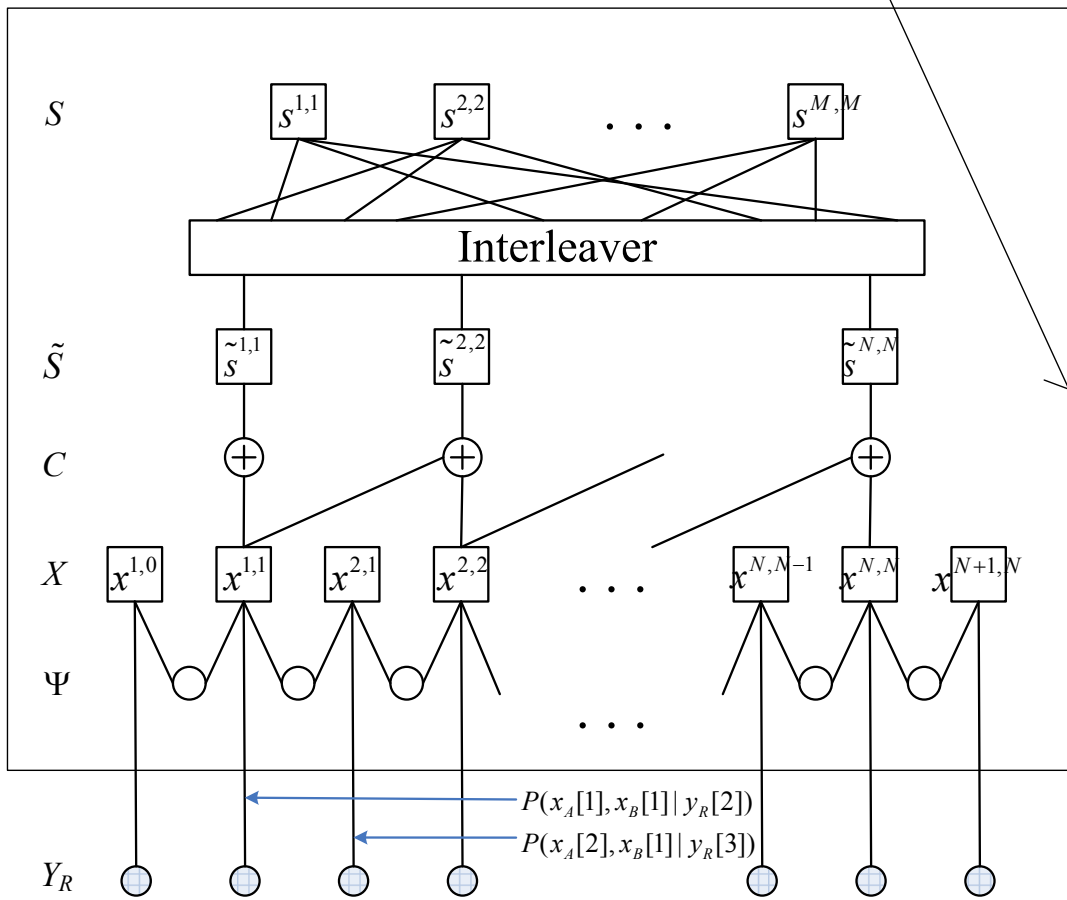 S s^{1,1} s^{2,2} . . . s^{M,M}
Interleaver
S̃ s̃^{1,1} s̃^{2,2} s̃^{N,N}
C + + +
X x^{1,0} x^{1,1} x^{2,1} x^{2,2} . . . x^{N,N−1} x^{N,N} x^{N+1,N}
Ψ . . .
P(x_A[1], x_B[1] | y_R[2])
P(x_A[2], x_B[1] | y_R[3])
Y_R